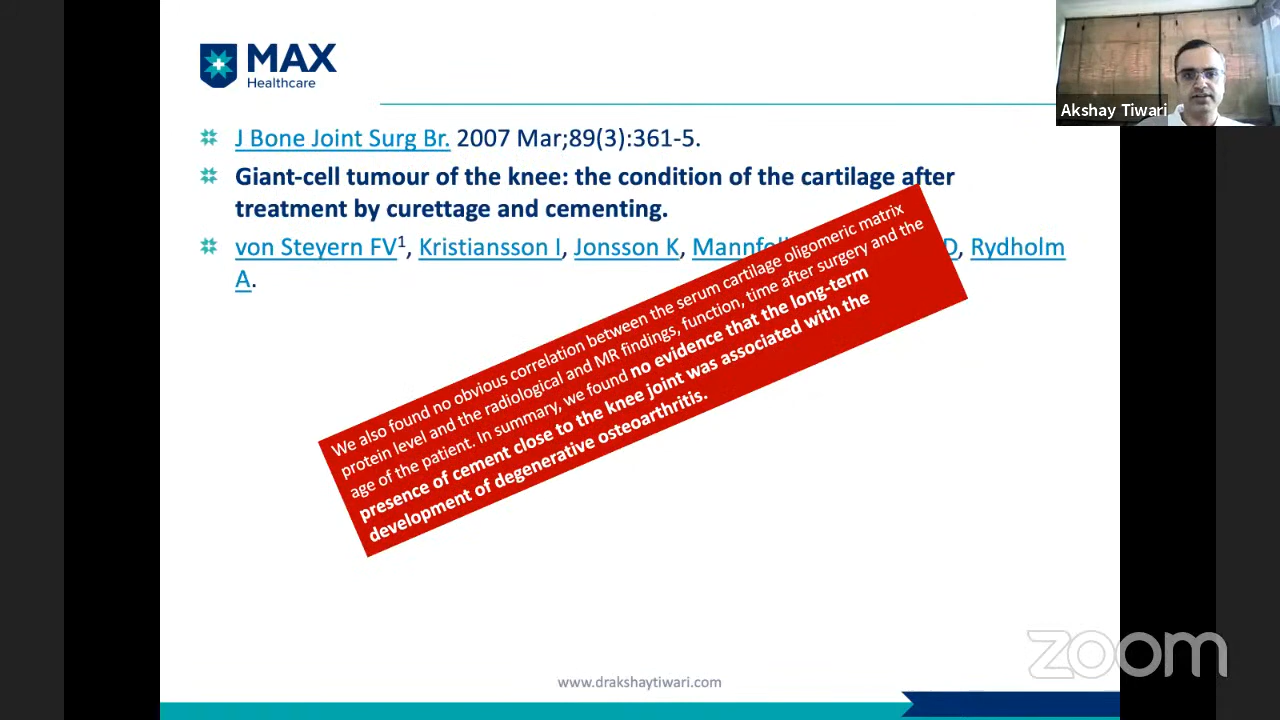 MAX
Healthcare
Akshay Tiwari
J Bone Joint Surg Br. 2007 Mar;89(3):361-5.
Giant-cell tumour of the knee: the condition of the cartilage after
treatment by curettage and cementing.
von Steyern FV1, Kristiansson I, Jonsson K, D, Rydholm
A.
We also found no obvious correlation between the serum cartilage oligomeric matrix
protein level and the radiological and MR findings, function, time after surgery and the
age of the patient. In summary, we found no evidence that the long-term
presence of cement close to the knee joint was associated with the
development of degenerative osteoarthritis.
zoom
www.drakshaytiwari.com